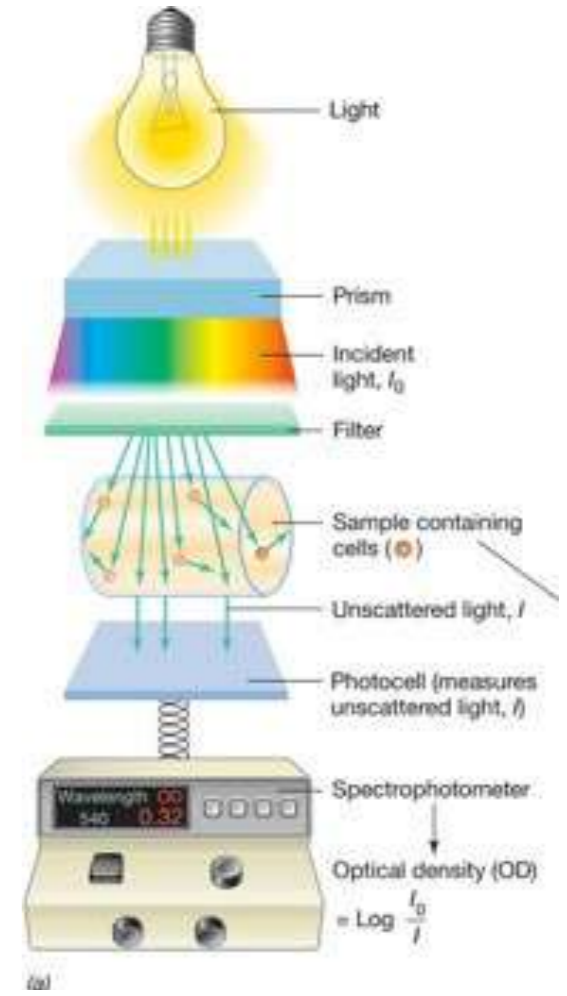 Light
Prism
Incident
light, I₀
Filter
Sample containing
cells ( )
Unscattered light, I
Photocell (measures
unscattered light, I)
Spectrophotometer
Wavelength OD
540 0.32
Optical density (OD)
= Log I₀/I
(a)